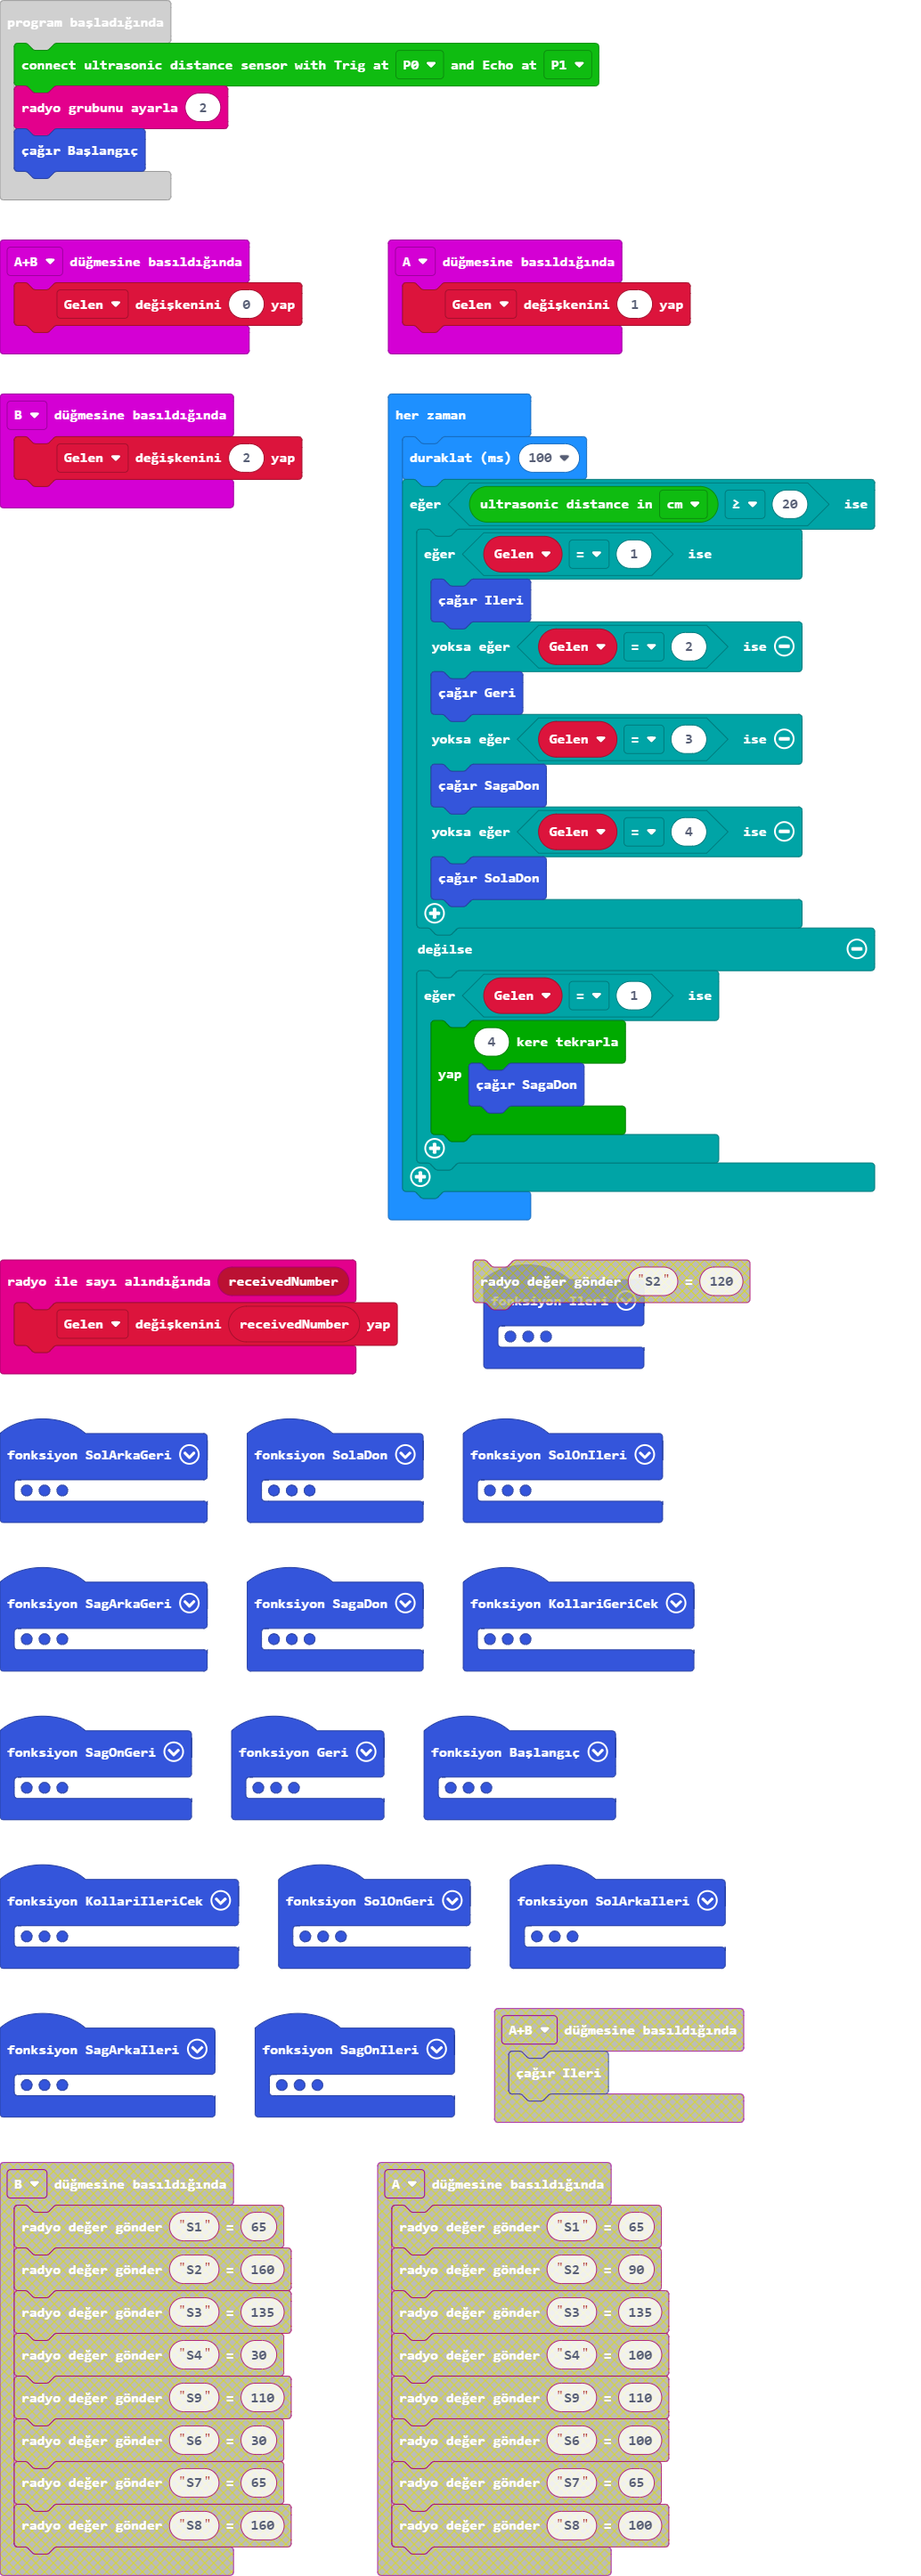 program başladığında
connect ultrasonic distance sensor with Trig at P0 and Echo at P1
radyo grubunu ayarla 2
çağır Başlangıç
A+B düğmesine basıldığında
Gelen değişkenini 0 yap
A düğmesine basıldığında
Gelen değişkenini 1 yap
B düğmesine basıldığında
Gelen değişkenini 2 yap
her zaman
duraklat (ms) 100
eğer ultrasonic distance in cm ≥ 20 ise
eğer Gelen = 1 ise
çağır Ileri
yoksa eğer Gelen = 2 ise
çağır Geri
yoksa eğer Gelen = 3 ise
çağır SagaDon
yoksa eğer Gelen = 4 ise
çağır SolaDon
değilse
eğer Gelen = 1 ise
4 kere tekrarla
yap
çağır SagaDon
radyo ile sayı alındığında receivedNumber
Gelen değişkenini receivedNumber yap
radyo değer gönder "S2" = 120
fonksiyon Ileri
fonksiyon SolArkaGeri
fonksiyon SolaDon
fonksiyon SolOnIleri
fonksiyon SagArkaGeri
fonksiyon SagaDon
fonksiyon KollariGeriCek
fonksiyon SagOnGeri
fonksiyon Geri
fonksiyon Başlangıç
fonksiyon KollariIleriCek
fonksiyon SolOnGeri
fonksiyon SolArkaIleri
fonksiyon SagArkaIleri
fonksiyon SagOnIleri
A+B düğmesine basıldığında
çağır Ileri
B düğmesine basıldığında
radyo değer gönder "S1" = 65
radyo değer gönder "S2" = 160
radyo değer gönder "S3" = 135
radyo değer gönder "S4" = 30
radyo değer gönder "S9" = 110
radyo değer gönder "S6" = 30
radyo değer gönder "S7" = 65
radyo değer gönder "S8" = 160
A düğmesine basıldığında
radyo değer gönder "S1" = 65
radyo değer gönder "S2" = 90
radyo değer gönder "S3" = 135
radyo değer gönder "S4" = 100
radyo değer gönder "S9" = 110
radyo değer gönder "S6" = 100
radyo değer gönder "S7" = 65
radyo değer gönder "S8" = 100